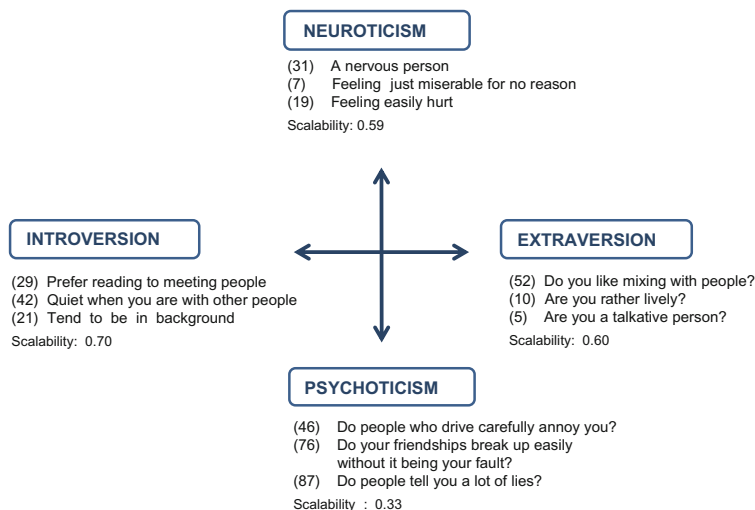 NEUROTICISM
(31) A nervous person
(7) Feeling just miserable for no reason
(19) Feeling easily hurt
Scalability: 0.59
INTROVERSION
(29) Prefer reading to meeting people
(42) Quiet when you are with other people
(21) Tend to be in background
Scalability: 0.70
EXTRAVERSION
(52) Do you like mixing with people?
(10) Are you rather lively?
(5) Are you a talkative person?
Scalability: 0.60
PSYCHOTICISM
(46) Do people who drive carefully annoy you?
(76) Do your friendships break up easily
without it being your fault?
(87) Do people tell you a lot of lies?
Scalability : 0.33